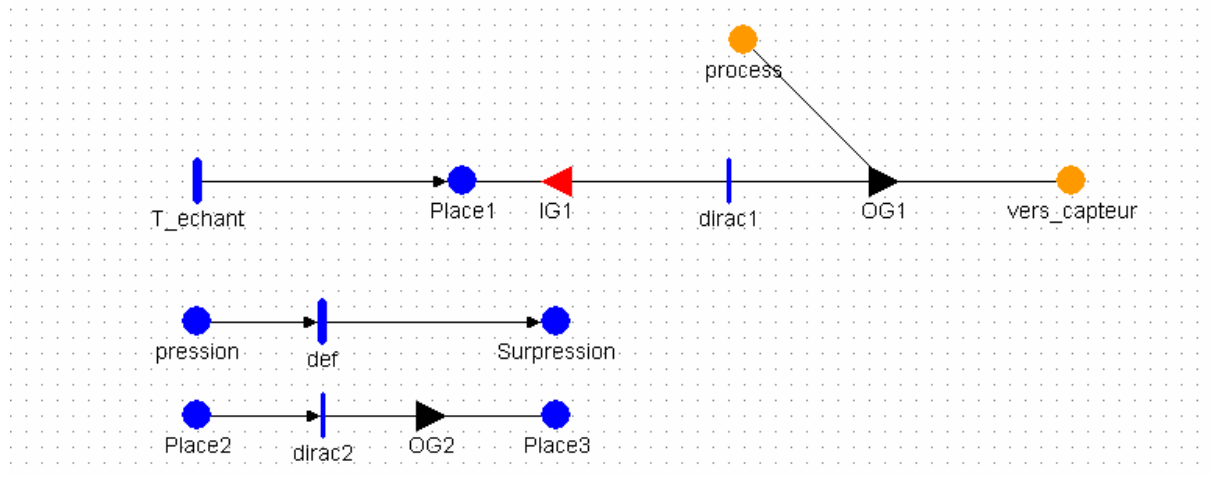 process
T_echant
Place1
IG1
dirac1
OG1
vers_capteur
pression
def
Surpression
Place2
dirac2
OG2
Place3